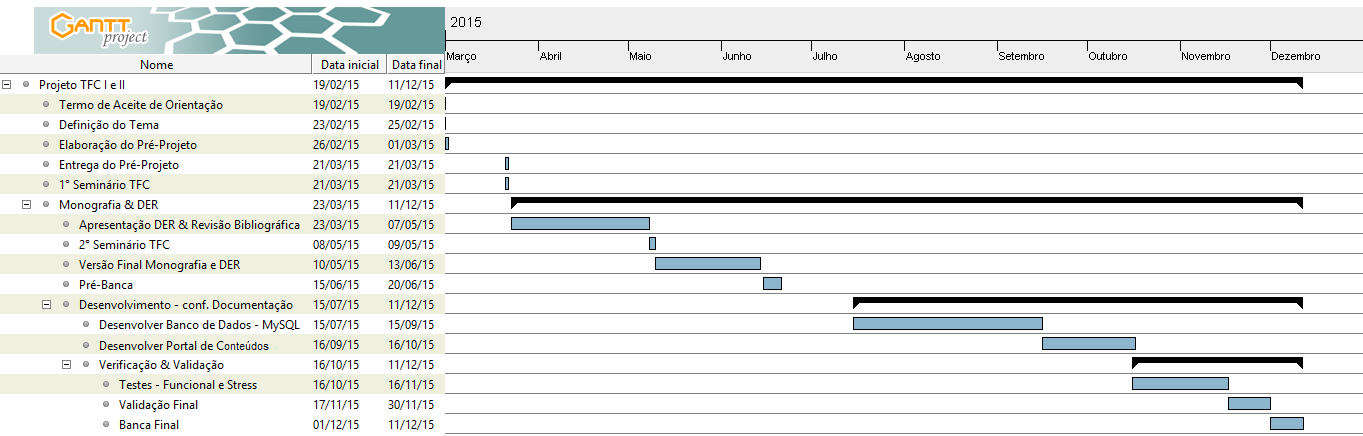 GANTT
project
2015
Março Abril Maio Junho Julho Agosto Setembro Outubro Novembro Dezembro
Nome Data inicial Data final
Projeto TFC I e II 19/02/15 11/12/15
Termo de Aceite de Orientação 19/02/15 19/02/15
Definição do Tema 23/02/15 25/02/15
Elaboração do Pré-Projeto 26/02/15 01/03/15
Entrega do Pré-Projeto 21/03/15 21/03/15
1° Seminário TFC 21/03/15 21/03/15
Monografia & DER 23/03/15 11/12/15
Apresentação DER & Revisão Bibliográfica 23/03/15 07/05/15
2° Seminário TFC 08/05/15 09/05/15
Versão Final Monografia e DER 10/05/15 13/06/15
Pré-Banca 15/06/15 20/06/15
Desenvolvimento - conf. Documentação 15/07/15 11/12/15
Desenvolver Banco de Dados - MySQL 15/07/15 15/09/15
Desenvolver Portal de Conteúdos 16/09/15 16/10/15
Verificação & Validação 16/10/15 11/12/15
Testes - Funcional e Stress 16/10/15 16/11/15
Validação Final 17/11/15 30/11/15
Banca Final 01/12/15 11/12/15